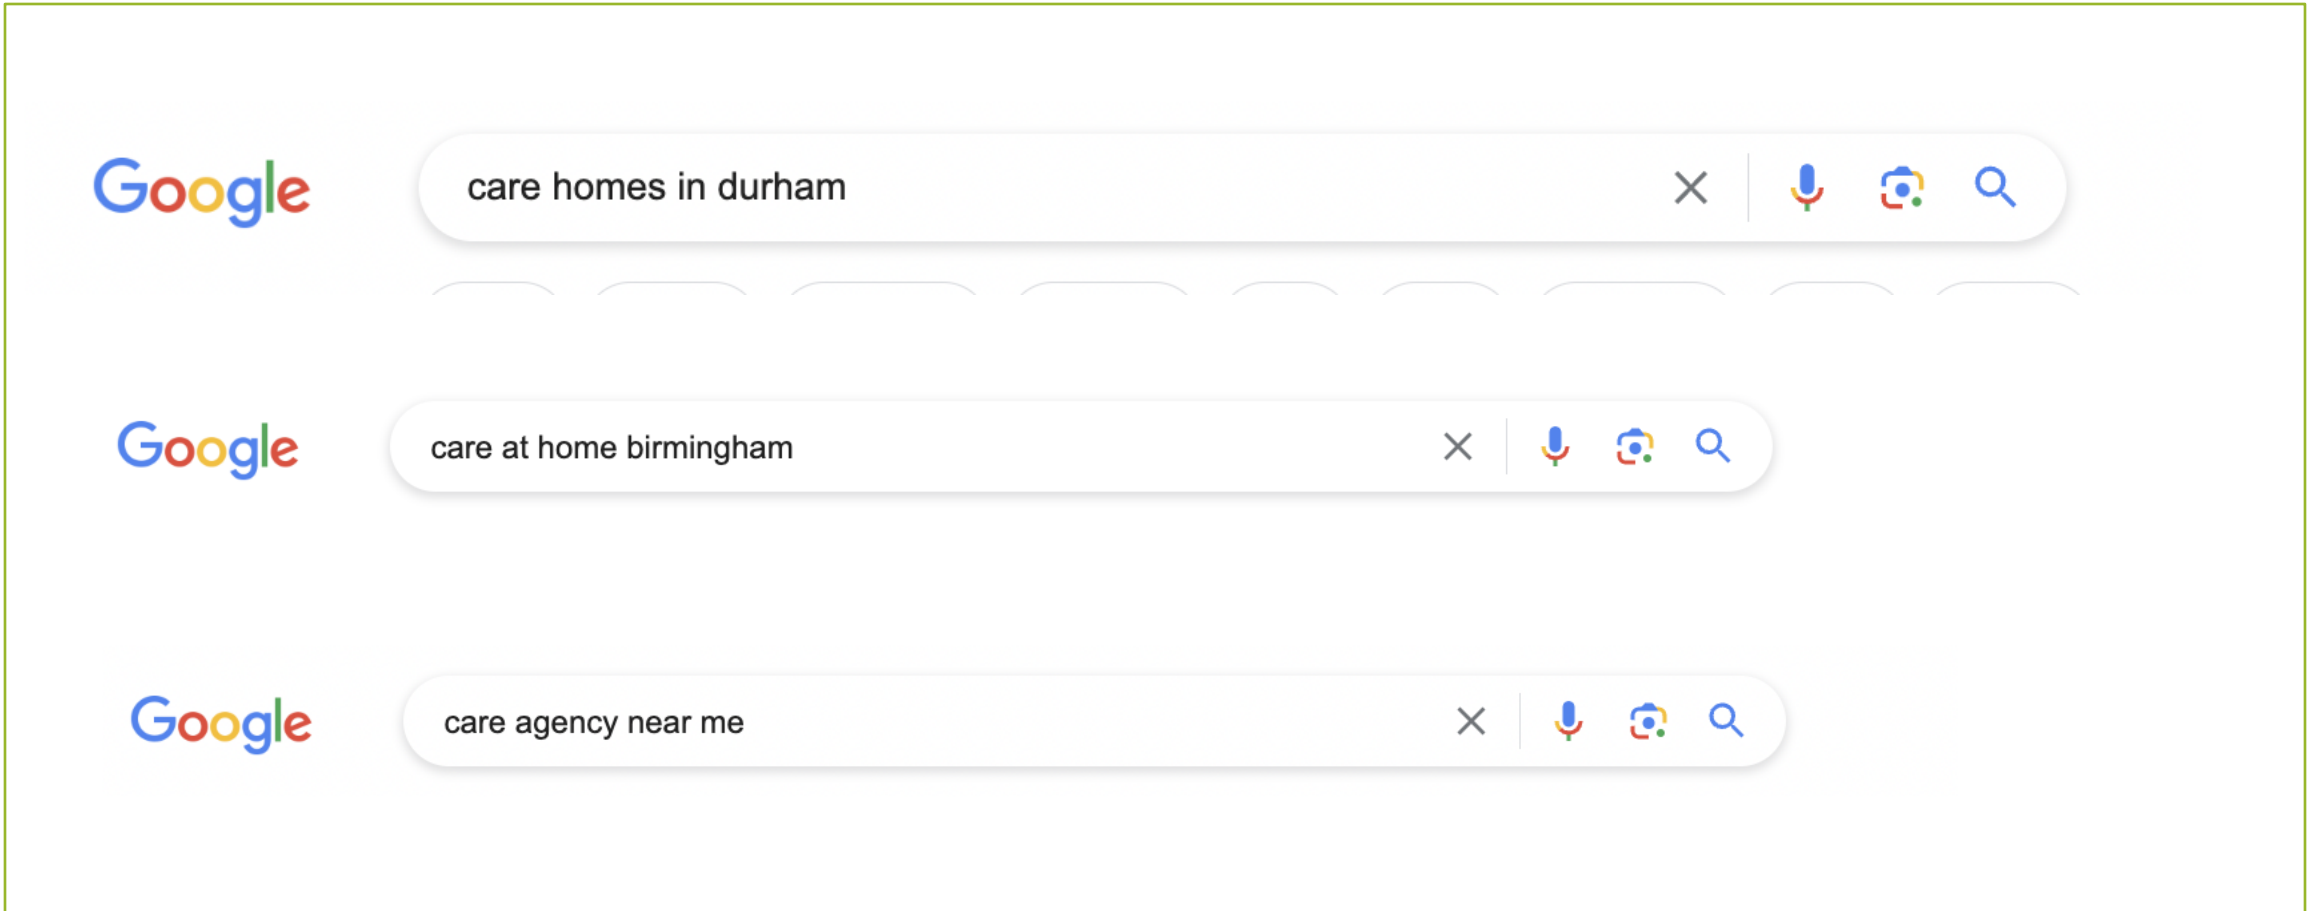 Google care homes in durham
Google care at home birmingham
Google care agency near me